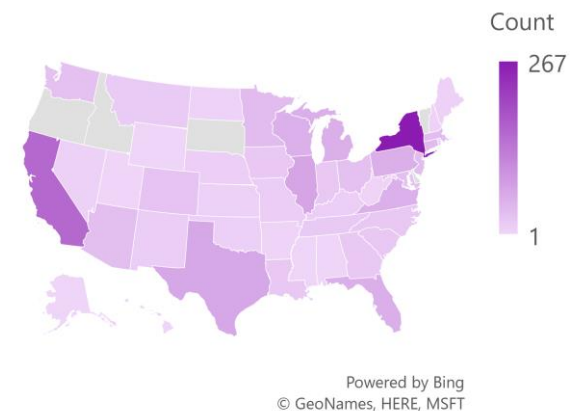 Count
267
1
Powered by Bing
© GeoNames, HERE, MSFT